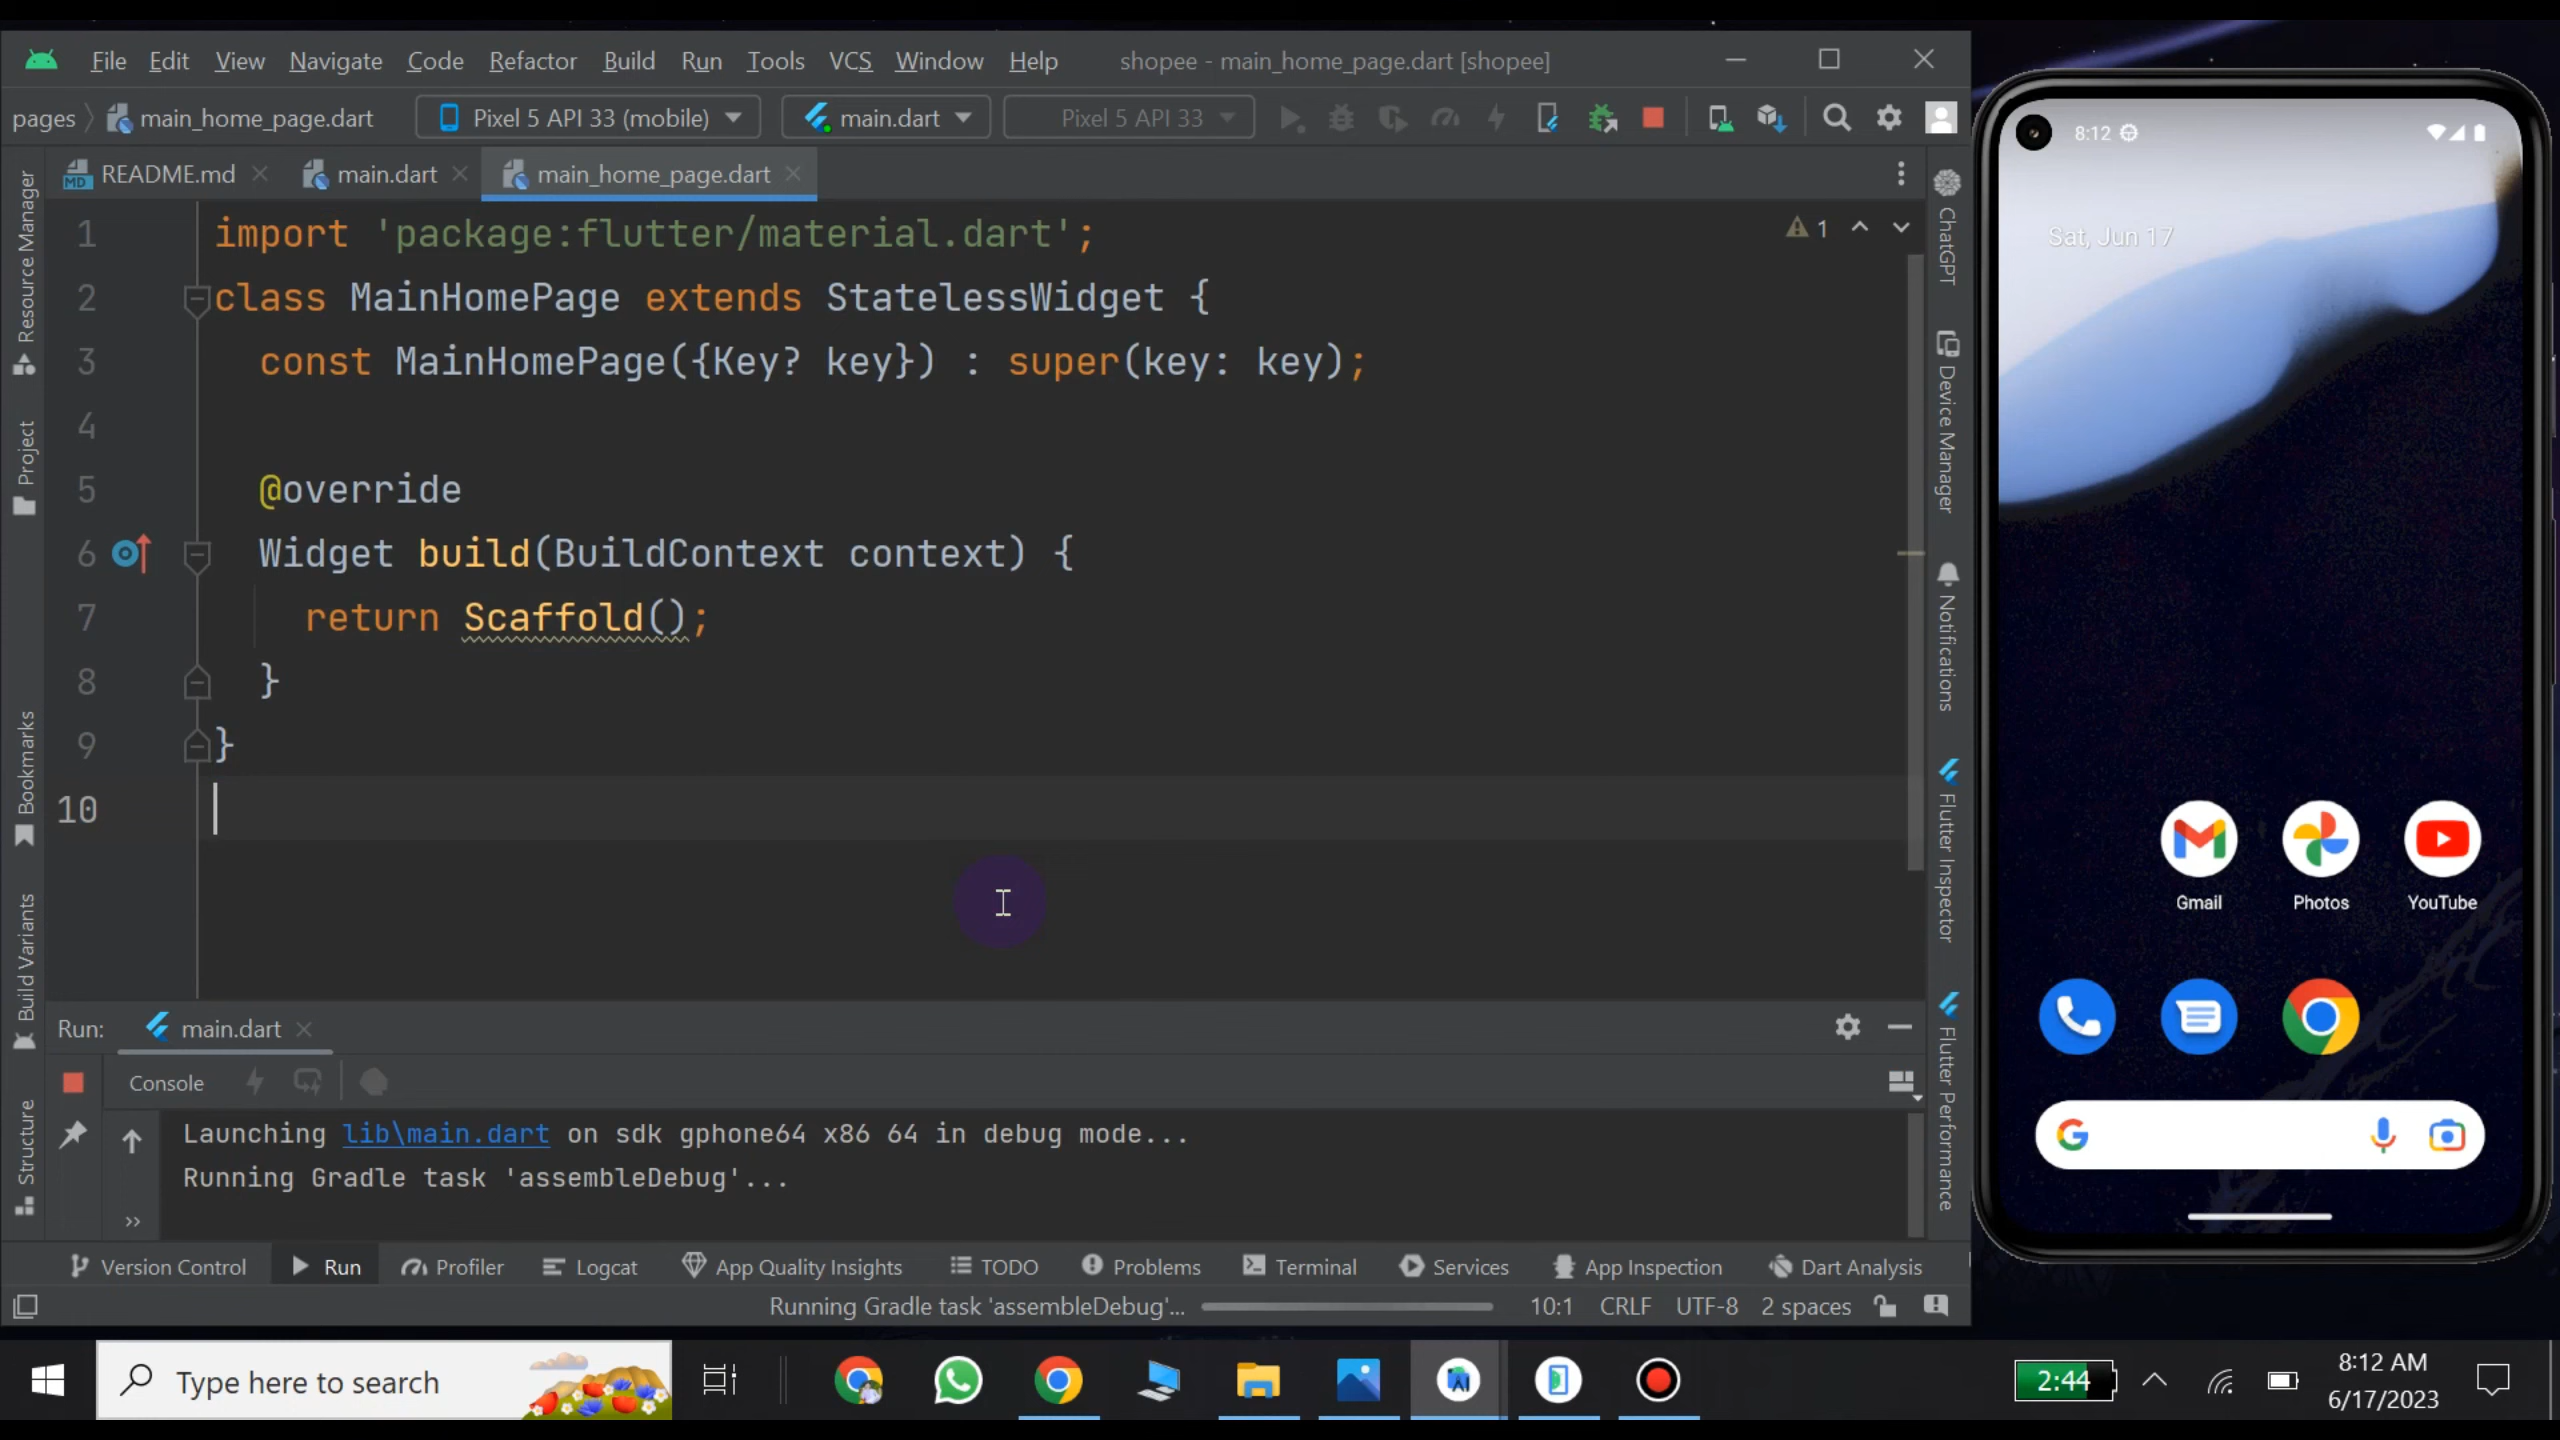 File Edit View Navigate Code Refactor Build Run Tools VCS Window Help shopee - main_home_page.dart [shopee]
pages main_home_page.dart Pixel 5 API 33 (mobile) main.dart Pixel 5 API 33
README.md main.dart main_home_page.dart
1 import 'package:flutter/material.dart';
2 class MainHomePage extends StatelessWidget {
3 const MainHomePage({Key? key}) : super(key: key);
4
5 @override
6 Widget build(BuildContext context) {
7 return Scaffold();
8 }
9 }
10
1
Resource Manager
Project
Bookmarks
Build Variants
Structure
ChatGPT
Device Manager
Notifications
Flutter Inspector
Flutter Performance
Run: main.dart
Console
Launching lib\main.dart on sdk gphone64 x86 64 in debug mode...
Running Gradle task 'assembleDebug'...
Version Control Run Profiler Logcat App Quality Insights TODO Problems Terminal Services App Inspection Dart Analysis
Running Gradle task 'assembleDebug'... 10:1 CRLF UTF-8 2 spaces
8:12
Sat, Jun 17
Gmail Photos YouTube
Type here to search
2:44
8:12 AM
6/17/2023